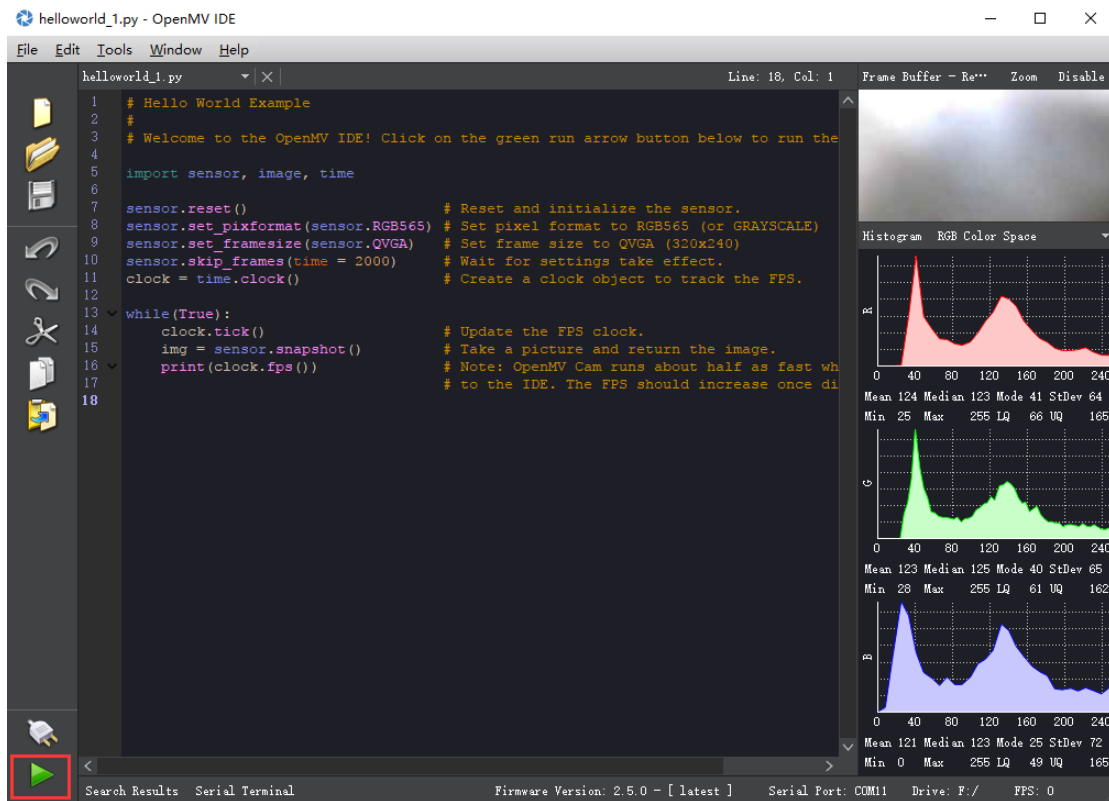 helloworld_1.py - OpenMV IDE
File Edit Tools Window Help
helloworld_1.py Line: 18, Col: 1 Frame Buffer - Re… Zoom Disable
1 # Hello World Example
2 #
3 # Welcome to the OpenMV IDE! Click on the green run arrow button below to run the
4
5 import sensor, image, time
6
7 sensor.reset() # Reset and initialize the sensor.
8 sensor.set_pixformat(sensor.RGB565) # Set pixel format to RGB565 (or GRAYSCALE)
9 sensor.set_framesize(sensor.QVGA) # Set frame size to QVGA (320x240)
10 sensor.skip_frames(time = 2000) # Wait for settings take effect.
11 clock = time.clock() # Create a clock object to track the FPS.
12
13 while(True):
14 clock.tick() # Update the FPS clock.
15 img = sensor.snapshot() # Take a picture and return the image.
16 print(clock.fps()) # Note: OpenMV Cam runs about half as fast wh
17 # to the IDE. The FPS should increase once di
18
Histogram RGB Color Space
R
0 40 80 120 160 200 240
Mean 124 Median 123 Mode 41 StDev 64
Min 25 Max 255 LQ 66 UQ 165
G
0 40 80 120 160 200 240
Mean 123 Median 125 Mode 40 StDev 65
Min 28 Max 255 LQ 61 UQ 162
B
0 40 80 120 160 200 240
Mean 121 Median 123 Mode 25 StDev 72
Min 0 Max 255 LQ 49 UQ 165
Search Results Serial Terminal Firmware Version: 2.5.0 - [ latest ] Serial Port: COM11 Drive: F:/ FPS: 0